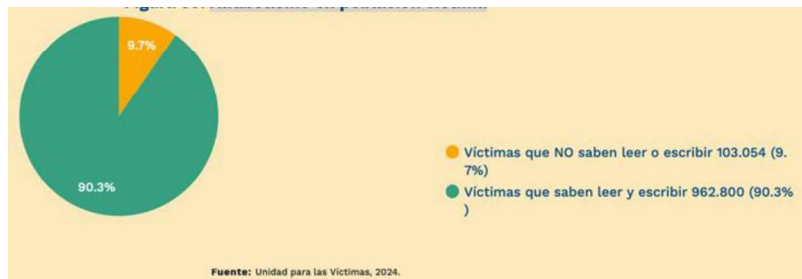 9.7%
90.3%
Víctimas que NO saben leer o escribir 103.054 (9.
7%)
Víctimas que saben leer y escribir 962.800 (90.3%
)
Fuente: Unidad para las Víctimas, 2024.